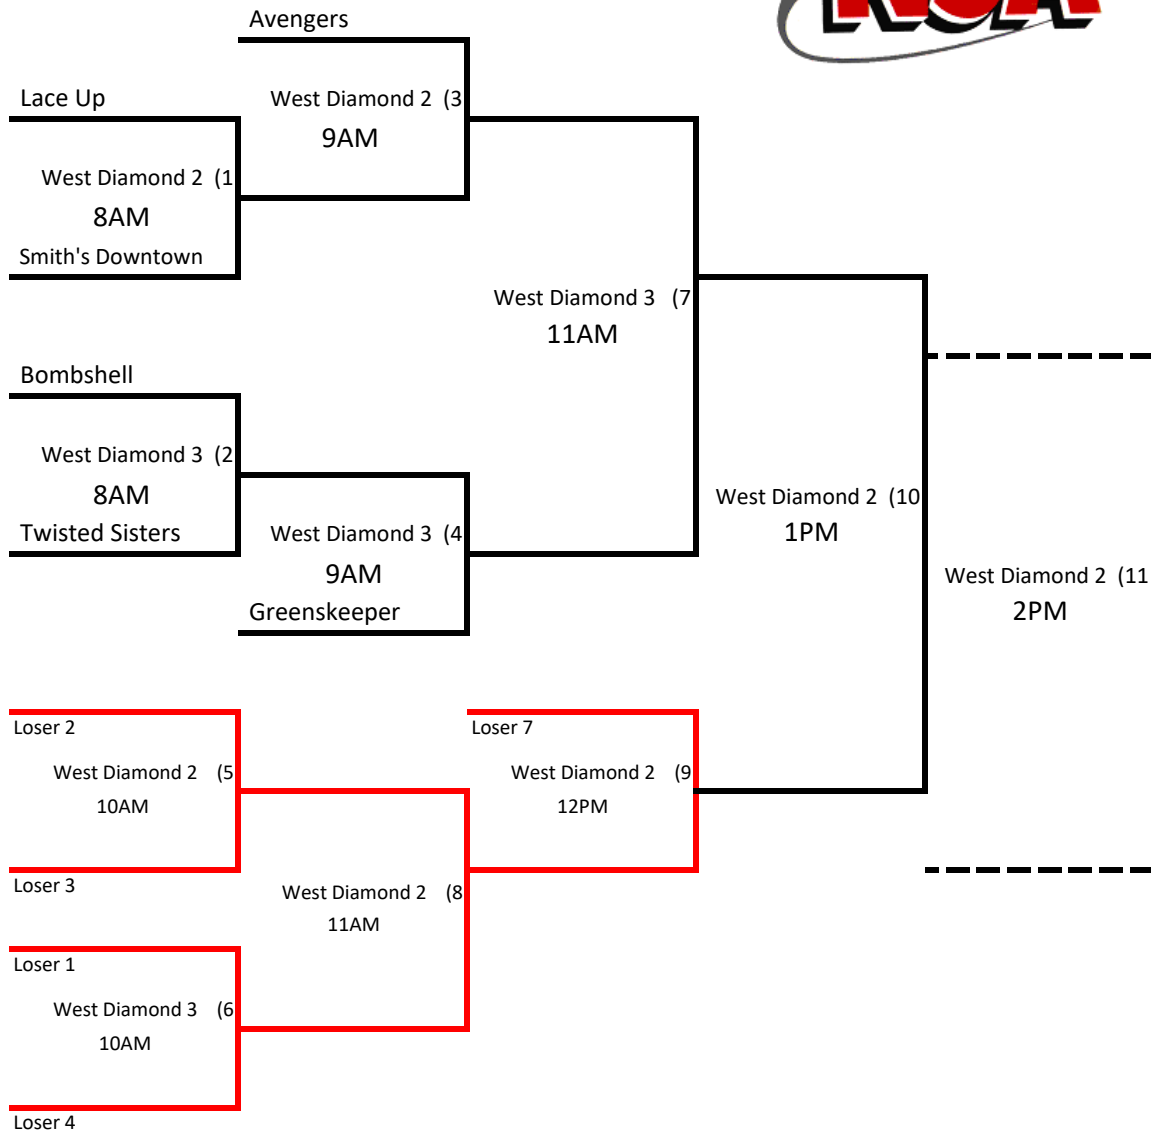 Avengers
NSA
Lace Up
West Diamond 2 (3
9AM
West Diamond 2 (1
8AM
Smith's Downtown
West Diamond 3 (7
11AM
Bombshell
West Diamond 3 (2
8AM
Twisted Sisters
West Diamond 3 (4
9AM
Greenskeeper
West Diamond 2 (10
1PM
West Diamond 2 (11
2PM
Loser 2
West Diamond 2 (5
10AM
Loser 3
Loser 7
West Diamond 2 (9
12PM
West Diamond 2 (8
11AM
Loser 1
West Diamond 3 (6
10AM
Loser 4